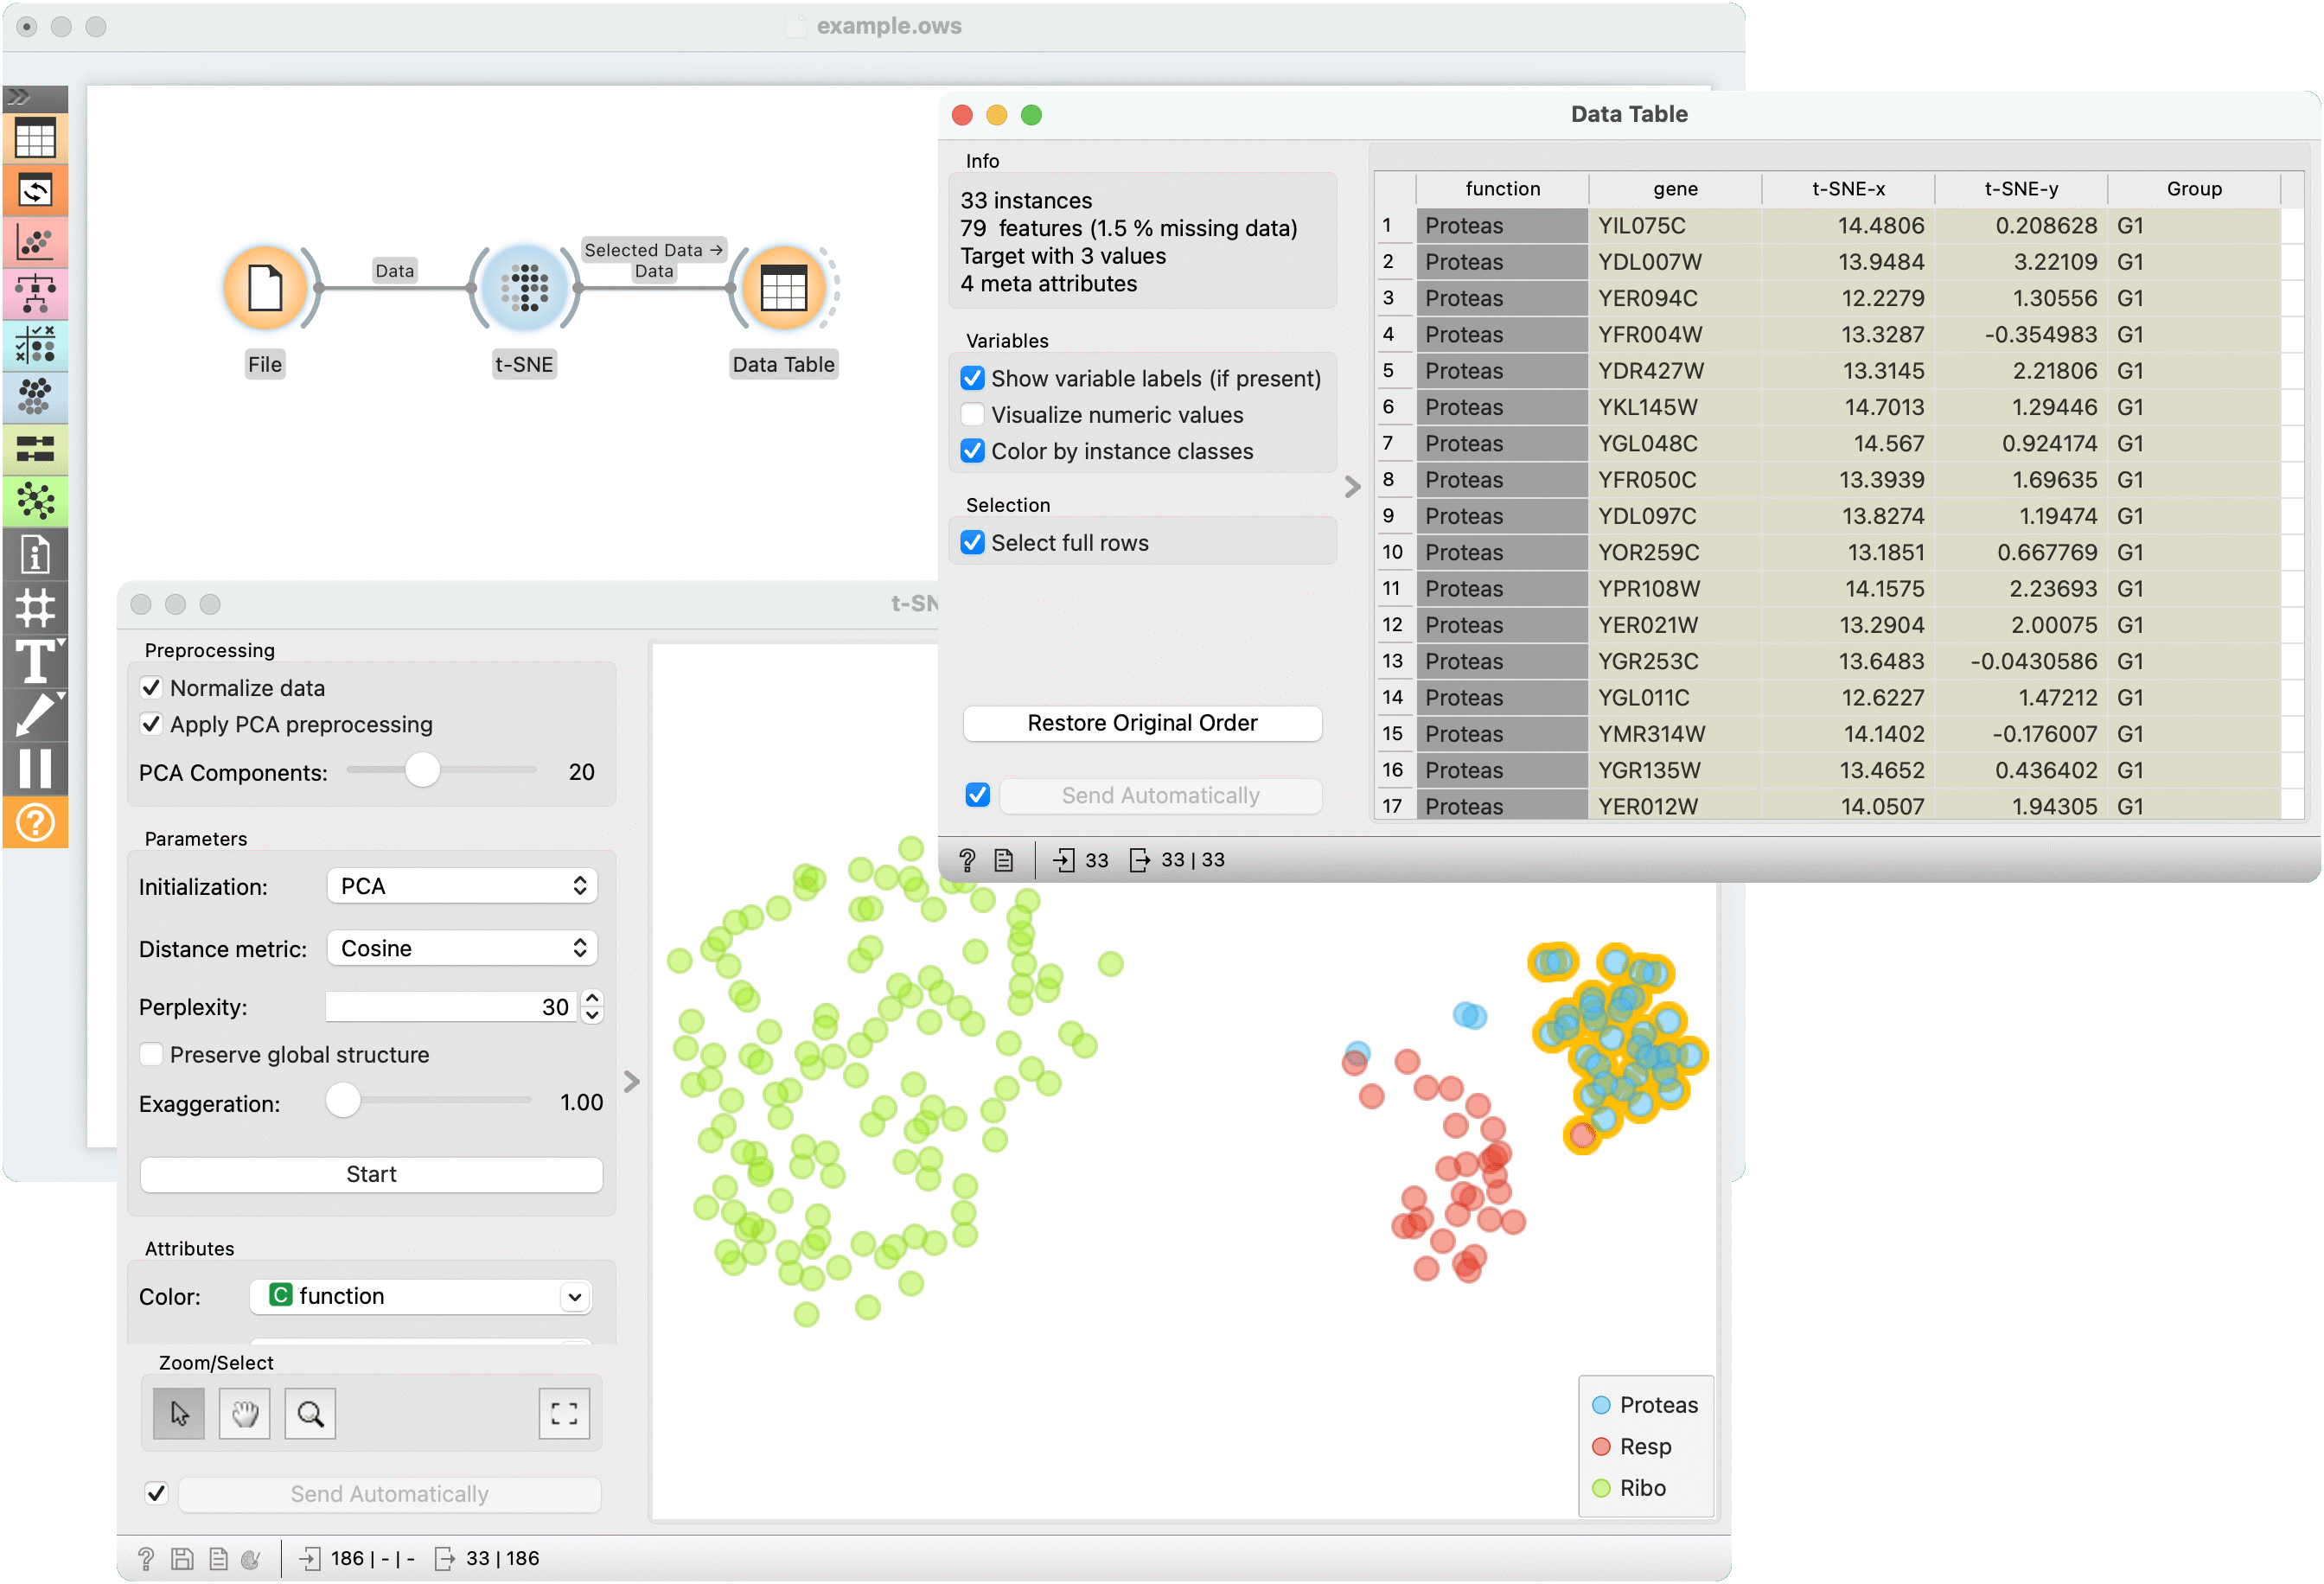 example.ows
Data
Selected Data →
Data
File
t-SNE
Data Table
Data Table
Info
33 instances
79 features (1.5 % missing data)
Target with 3 values
4 meta attributes
Variables
Show variable labels (if present)
Visualize numeric values
Color by instance classes
Selection
Select full rows
Restore Original Order
Send Automatically
33 33 | 33
function gene t-SNE-x t-SNE-y Group
1 Proteas YIL075C 14.4806 0.208628 G1
2 Proteas YDL007W 13.9484 3.22109 G1
3 Proteas YER094C 12.2279 1.30556 G1
4 Proteas YFR004W 13.3287 -0.354983 G1
5 Proteas YDR427W 13.3145 2.21806 G1
6 Proteas YKL145W 14.7013 1.29446 G1
7 Proteas YGL048C 14.567 0.924174 G1
8 Proteas YFR050C 13.3939 1.69635 G1
9 Proteas YDL097C 13.8274 1.19474 G1
10 Proteas YOR259C 13.1851 0.667769 G1
11 Proteas YPR108W 14.1575 2.23693 G1
12 Proteas YER021W 13.2904 2.00075 G1
13 Proteas YGR253C 13.6483 -0.0430586 G1
14 Proteas YGL011C 12.6227 1.47212 G1
15 Proteas YMR314W 14.1402 -0.176007 G1
16 Proteas YGR135W 13.4652 0.436402 G1
17 Proteas YER012W 14.0507 1.94305 G1
t-SN
Preprocessing
Normalize data
Apply PCA preprocessing
PCA Components: 20
Parameters
Initialization: PCA
Distance metric: Cosine
Perplexity: 30
Preserve global structure
Exaggeration: 1.00
Start
Attributes
Color: C function
Zoom/Select
Send Automatically
186 | - | - 33 | 186
Proteas
Resp
Ribo